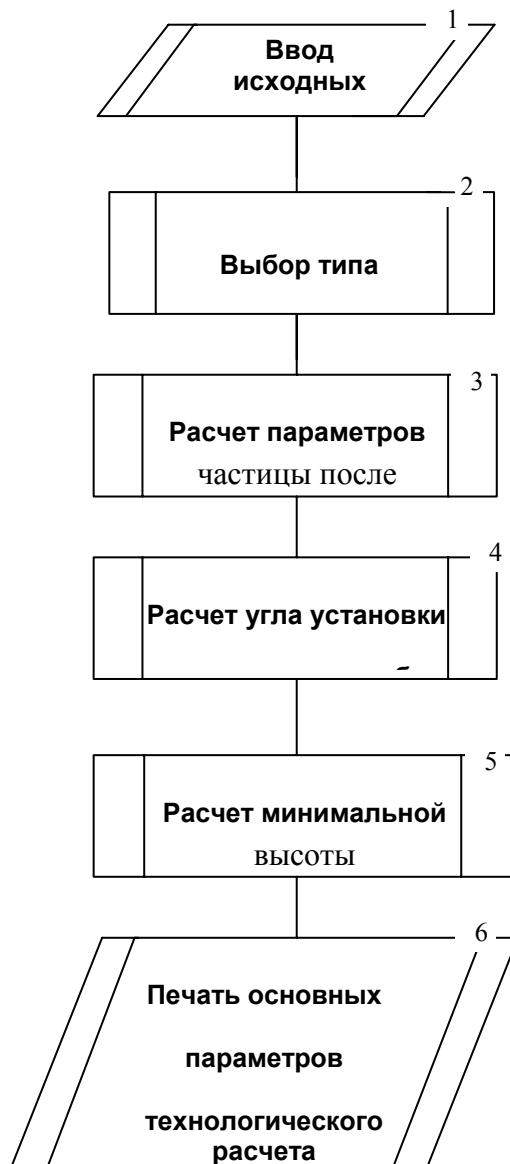 1
Ввод
исходных
2
Выбор типа
3
Расчет параметров
частицы после
4
Расчет угла установки
5
Расчет минимальной
высоты
6
Печать основных
параметров
технологического
расчета